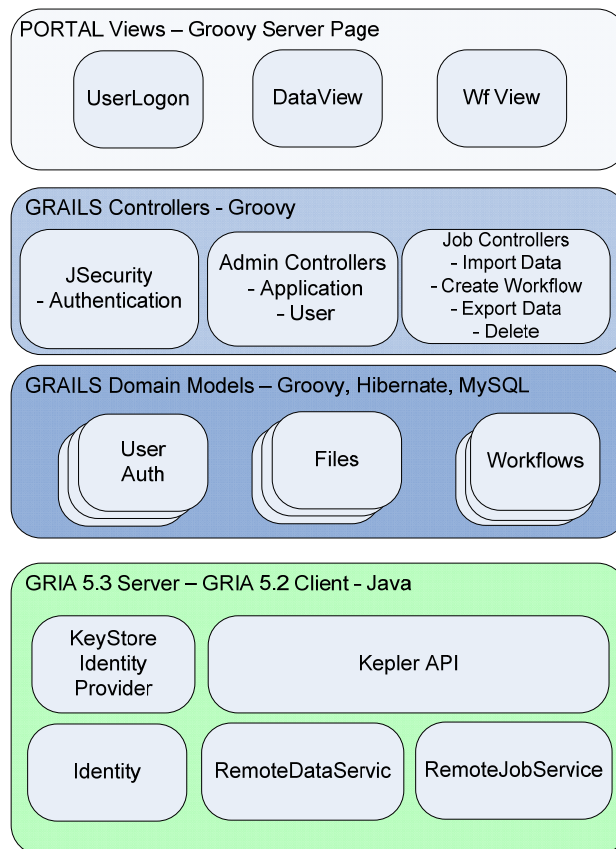 PORTAL Views – Groovy Server Page
UserLogon
DataView
Wf View
GRAILS Controllers - Groovy
JSecurity
- Authentication
Admin Controllers
- Application
- User
Job Controllers
- Import Data
- Create Workflow
- Export Data
- Delete
GRAILS Domain Models – Groovy, Hibernate, MySQL
User
Auth
Files
Workflows
GRIA 5.3 Server – GRIA 5.2 Client - Java
KeyStore
Identity
Provider
Kepler API
Identity
RemoteDataServic
RemoteJobService